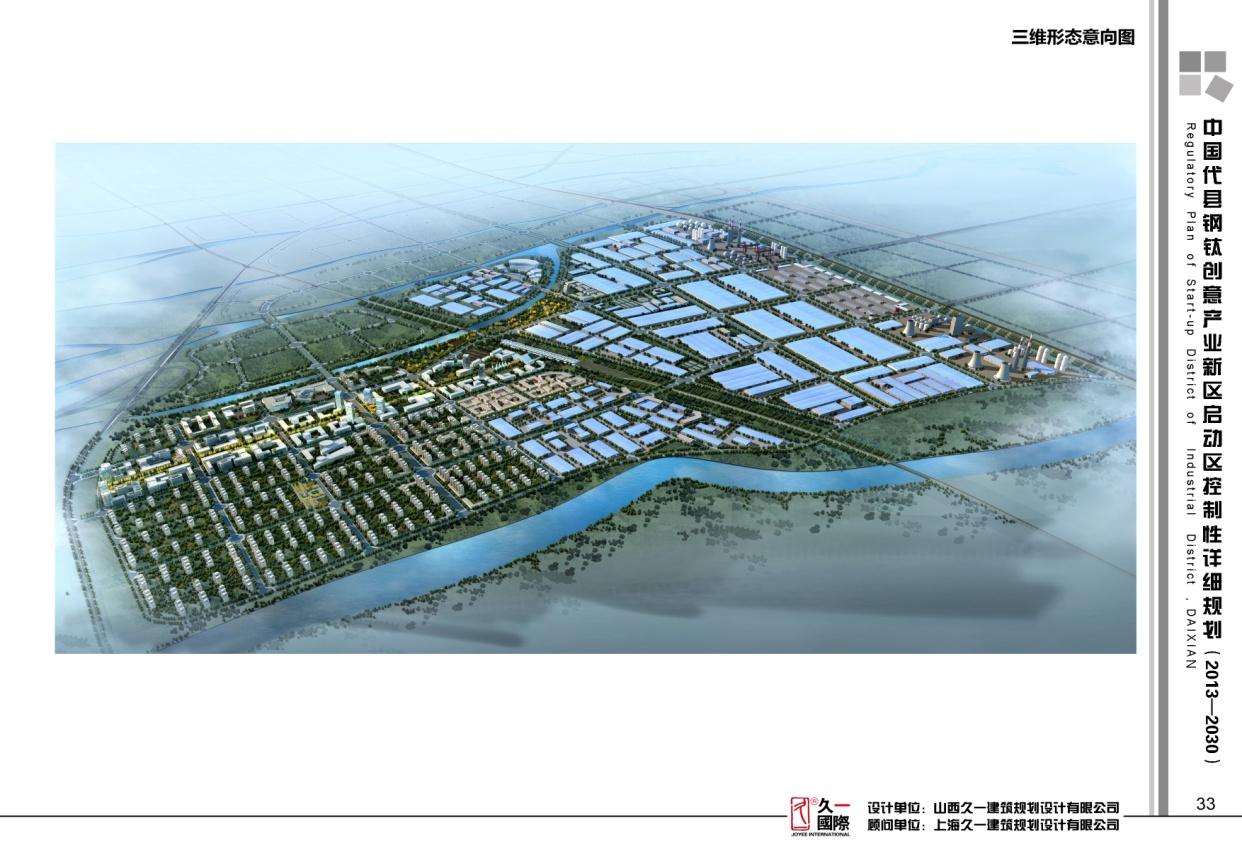 三维形态意向图
中国代县钢钛创意产业新区启动区控制性详细规划（2013—2030）
Regulatory Plan of Start-up District of Industrial District , DAIXIAN
久一
國際
JOYEE INTERNATIONAL
设计单位：山西久一建筑规划设计有限公司
顾问单位：上海久一建筑规划设计有限公司
33